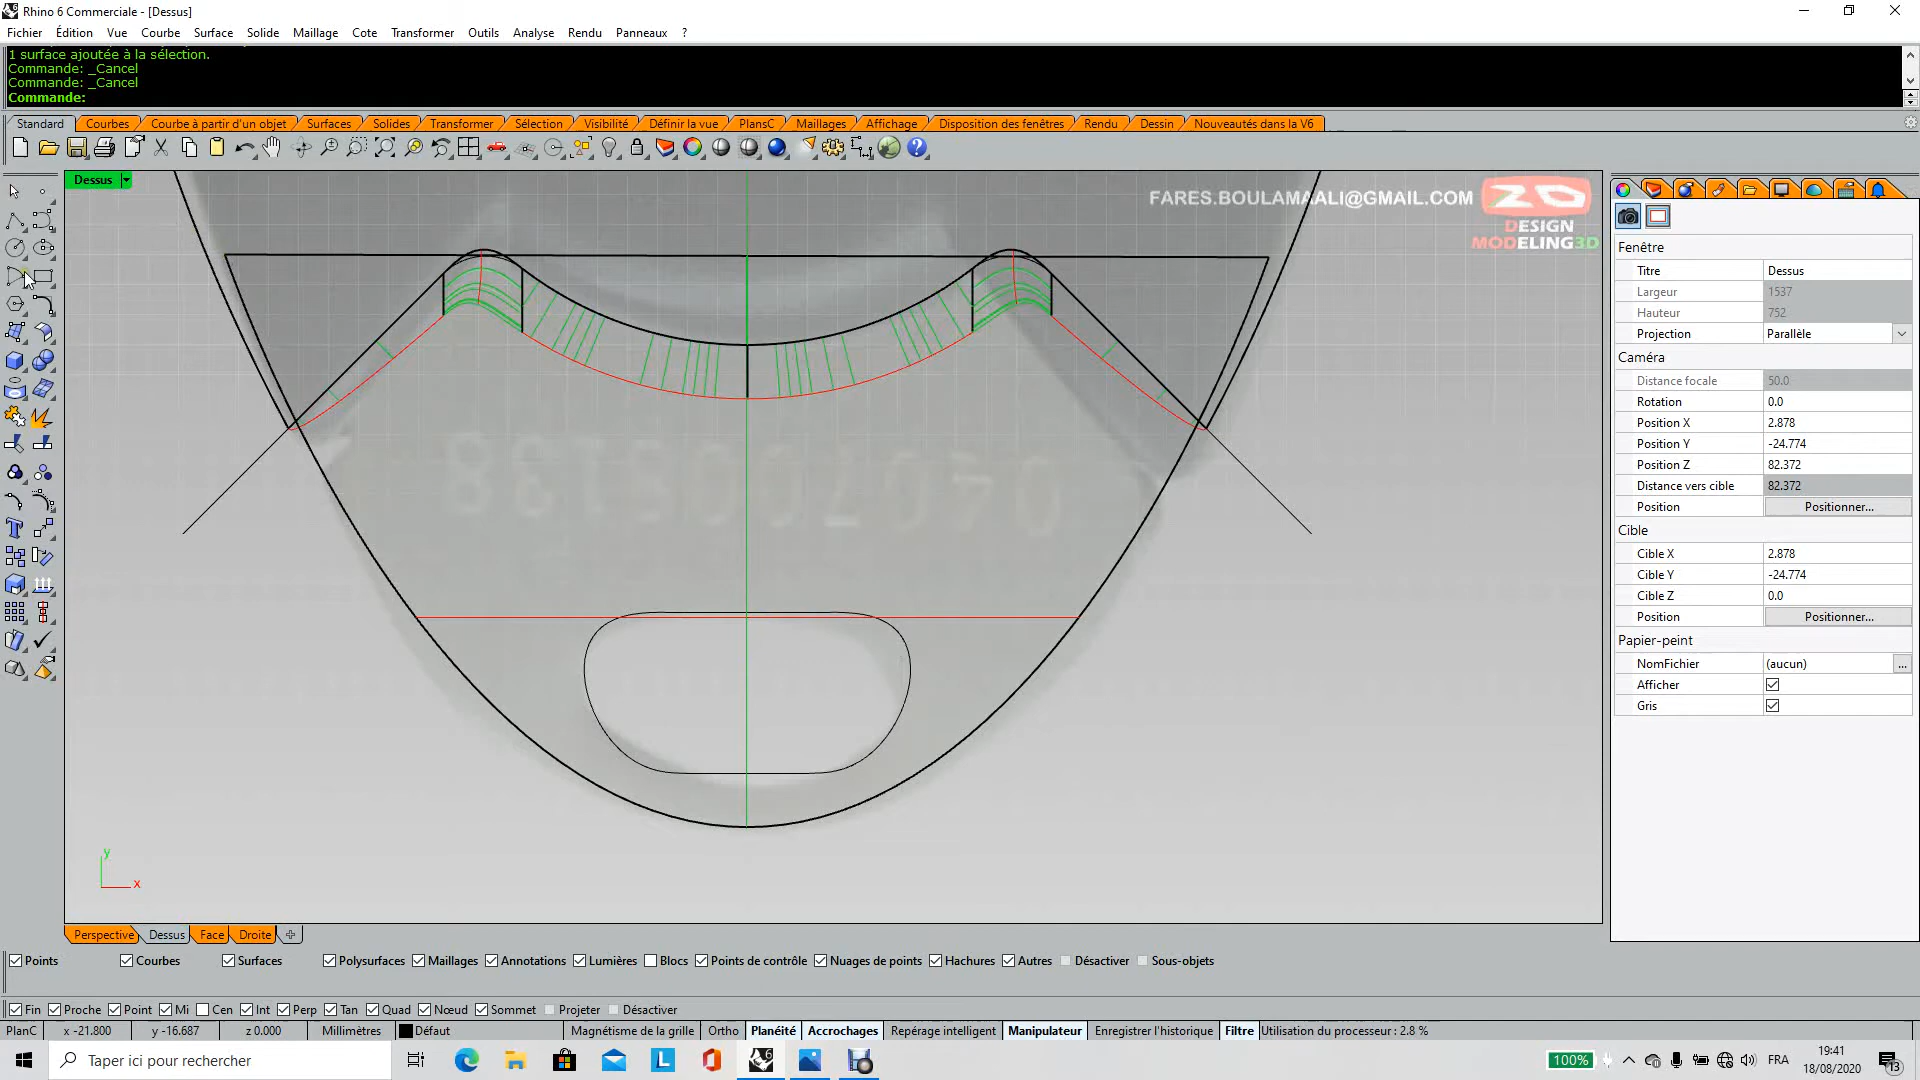 Rhino 6 Commerciale - [Dessus]
Fichier Édition Vue Courbe Surface Solide Maillage Cote Transformer Outils Analyse Rendu Panneaux ?
1 surface ajoutée à la sélection.
Commande: _Cancel
Commande: _Cancel
Commande:
Standard Courbes Courbe à partir d'un objet Surfaces Solides Transformer Sélection Visibilité Définir la vue PlansC Maillages Affichage Disposition des fenêtres Rendu Dessin Nouveautés dans la V6
Dessus
FARES.BOULAMAALI@GMAIL.COM
DESIGN
MODELING3D
Fenêtre
Titre Dessus
Largeur 1537
Hauteur 752
Projection Parallèle
Caméra
Distance focale 50.0
Rotation 0.0
Position X 2.878
Position Y -24.774
Position Z 82.372
Distance vers cible 82.372
Position Positionner...
Cible
Cible X 2.878
Cible Y -24.774
Cible Z 0.0
Position Positionner...
Papier-peint
NomFichier (aucun) ...
Afficher
Gris
y
x
Perspective Dessus Face Droite
Points Courbes Surfaces Polysurfaces Maillages Annotations Lumières Blocs Points de contrôle Nuages de points Hachures Autres Désactiver Sous-objets
Fin Proche Point Mi Cen Int Perp Tan Quad Nœud Sommet Projeter Désactiver
PlanC x -21.800 y -16.687 z 0.000 Millimètres Défaut Magnétisme de la grille Ortho Planéité Accrochages Repérage intelligent Manipulateur Enregistrer l'historique Filtre Utilisation du processeur : 2.8 %
Taper ici pour rechercher
100%
FRA
19:41
18/08/2020
13